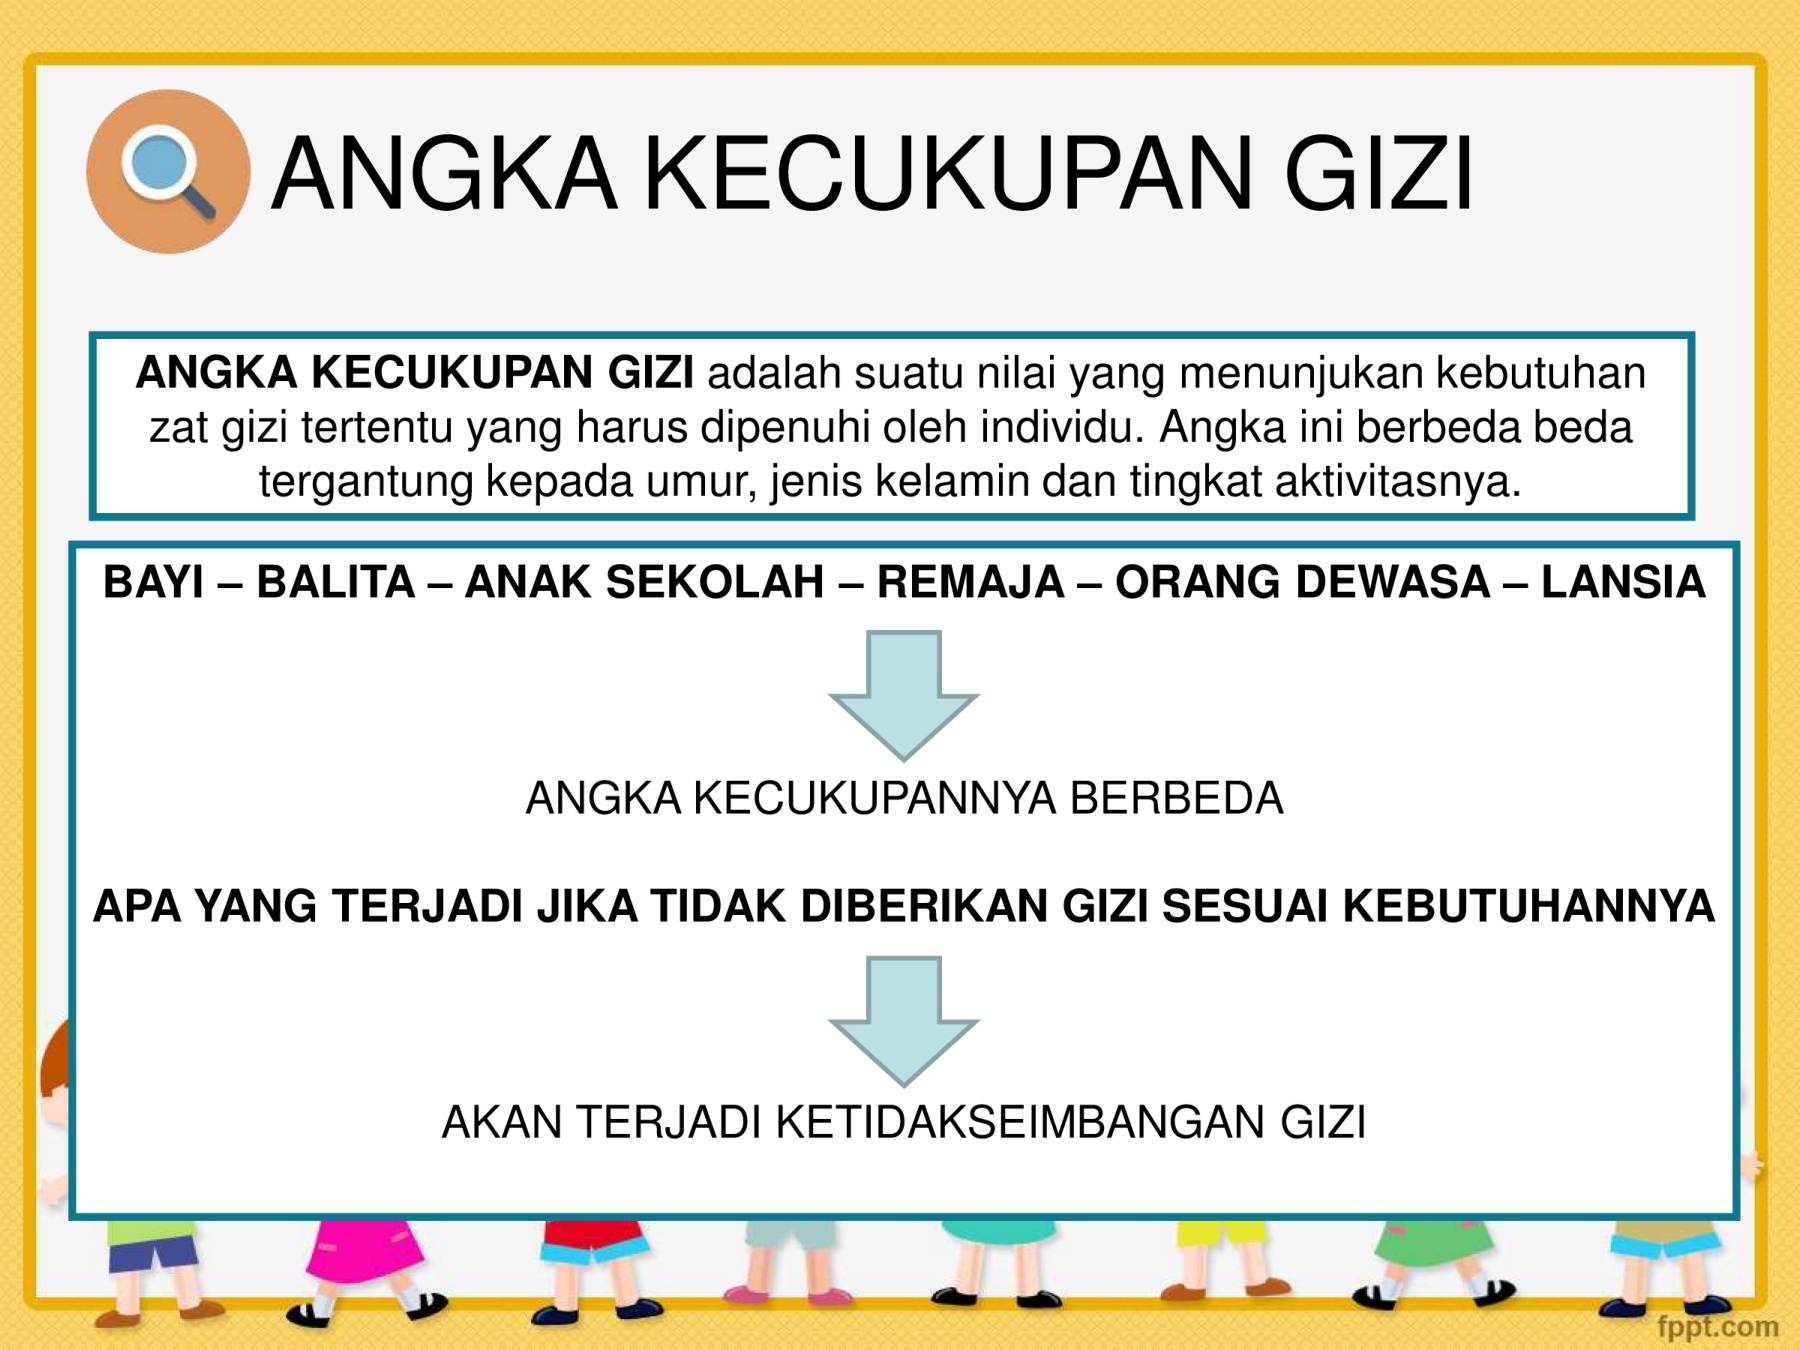 ANGKA KECUKUPAN GIZI
ANGKA KECUKUPAN GIZI adalah suatu nilai yang menunjukan kebutuhan
zat gizi tertentu yang harus dipenuhi oleh individu. Angka ini berbeda beda
tergantung kepada umur, jenis kelamin dan tingkat aktivitasnya.
BAYI – BALITA – ANAK SEKOLAH – REMAJA – ORANG DEWASA – LANSIA
ANGKA KECUKUPANNYA BERBEDA
APA YANG TERJADI JIKA TIDAK DIBERIKAN GIZI SESUAI KEBUTUHANNYA
AKAN TERJADI KETIDAKSEIMBANGAN GIZI
fppt.com